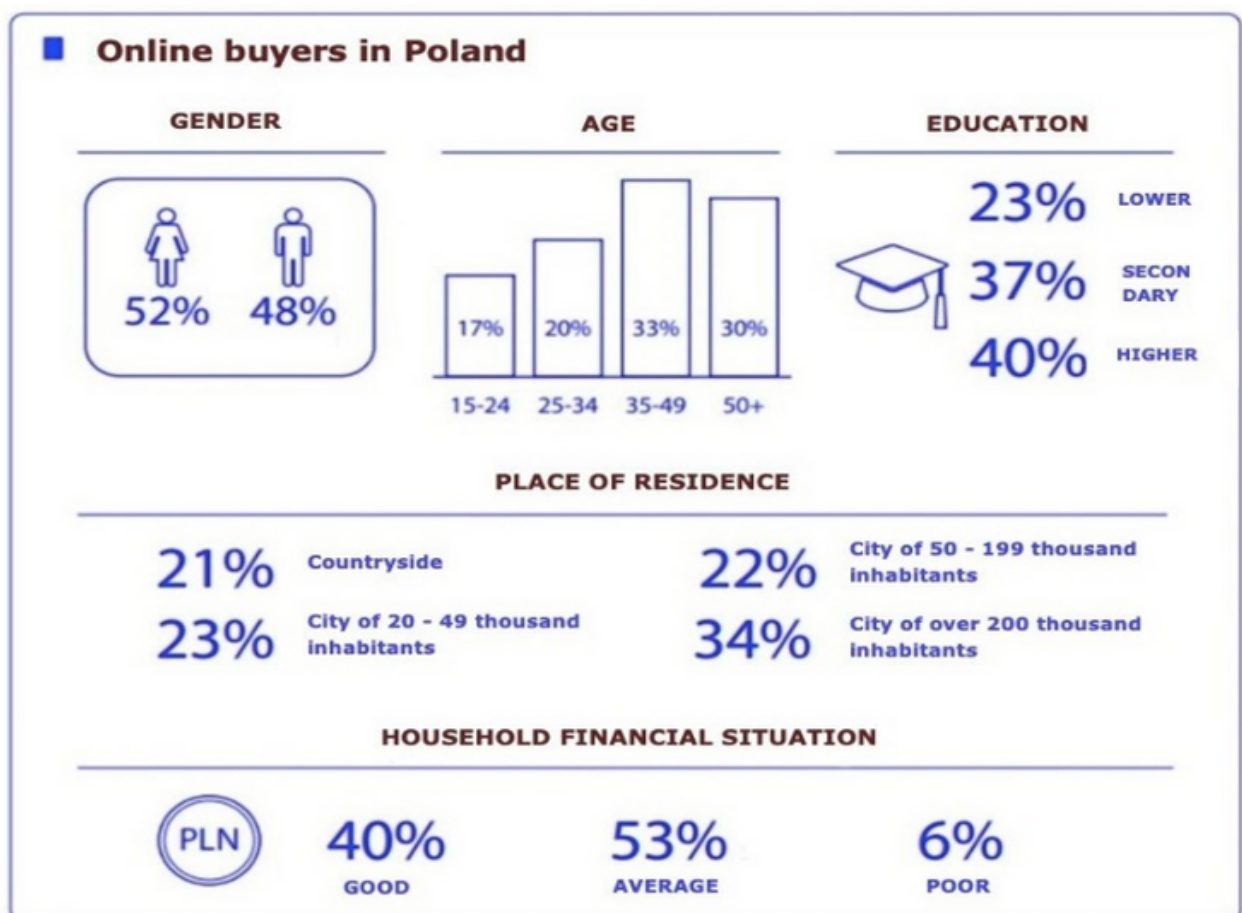 Online buyers in Poland
GENDER
52% 48%
AGE
17% 20% 33% 30%
15-24 25-34 35-49 50+
EDUCATION
23% LOWER
37% SECON
DARY
40% HIGHER
PLACE OF RESIDENCE
21% Countryside
23% City of 20 - 49 thousand
inhabitants
22% City of 50 - 199 thousand
inhabitants
34% City of over 200 thousand
inhabitants
HOUSEHOLD FINANCIAL SITUATION
PLN
40% 53% 6%
GOOD AVERAGE POOR